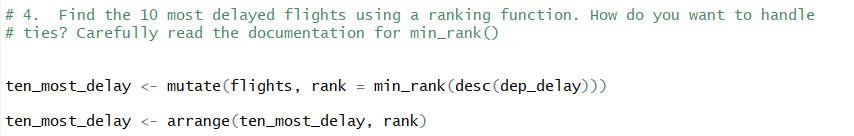 # 4.  Find the 10 most delayed flights using a ranking function. How do you want to handle
# ties? Carefully read the documentation for min_rank()
ten_most_delay <- mutate(flights, rank = min_rank(desc(dep_delay)))
ten_most_delay <- arrange(ten_most_delay, rank)